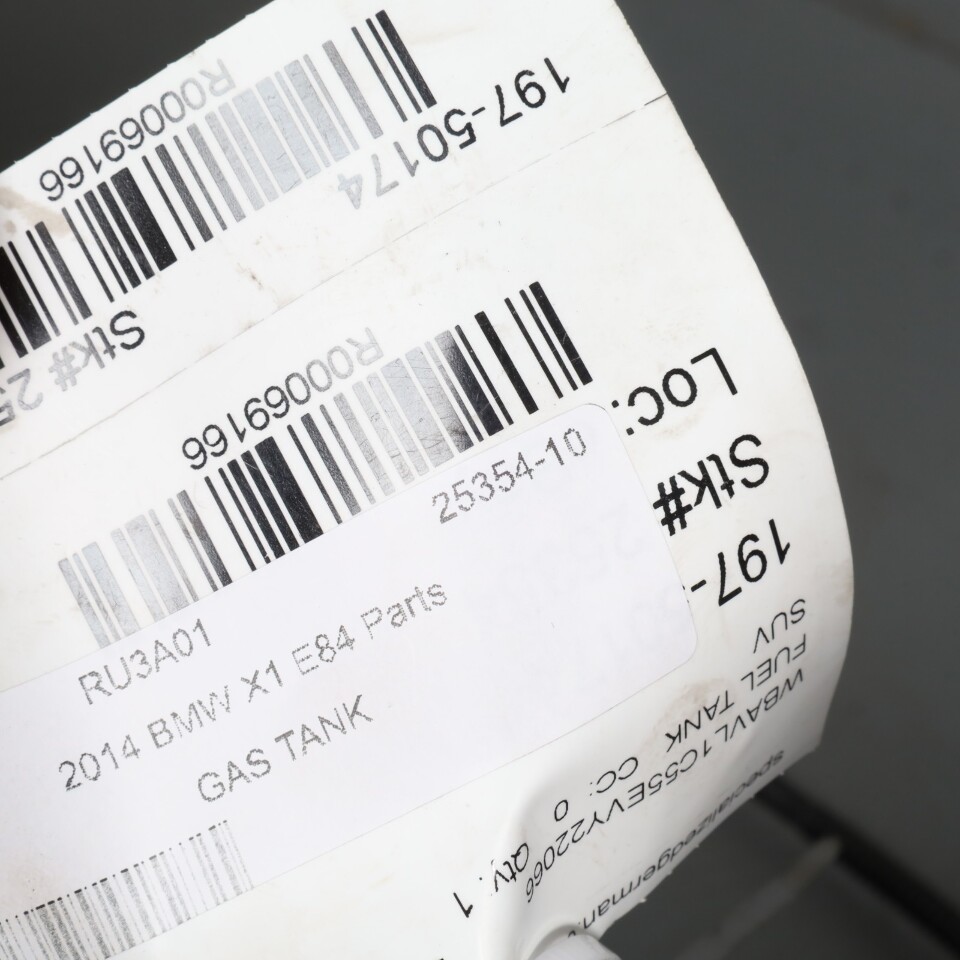 197-50174
R00069166
Stk# 25
R00069166
Loc:
Stk#
197-
SUV
FUEL TANK CC: 0
WBAVL1C55EVY22066
Qty: 1
specializedgerman.
25354-10
RU3A01
2014 BMW X1 E84 Parts
GAS TANK